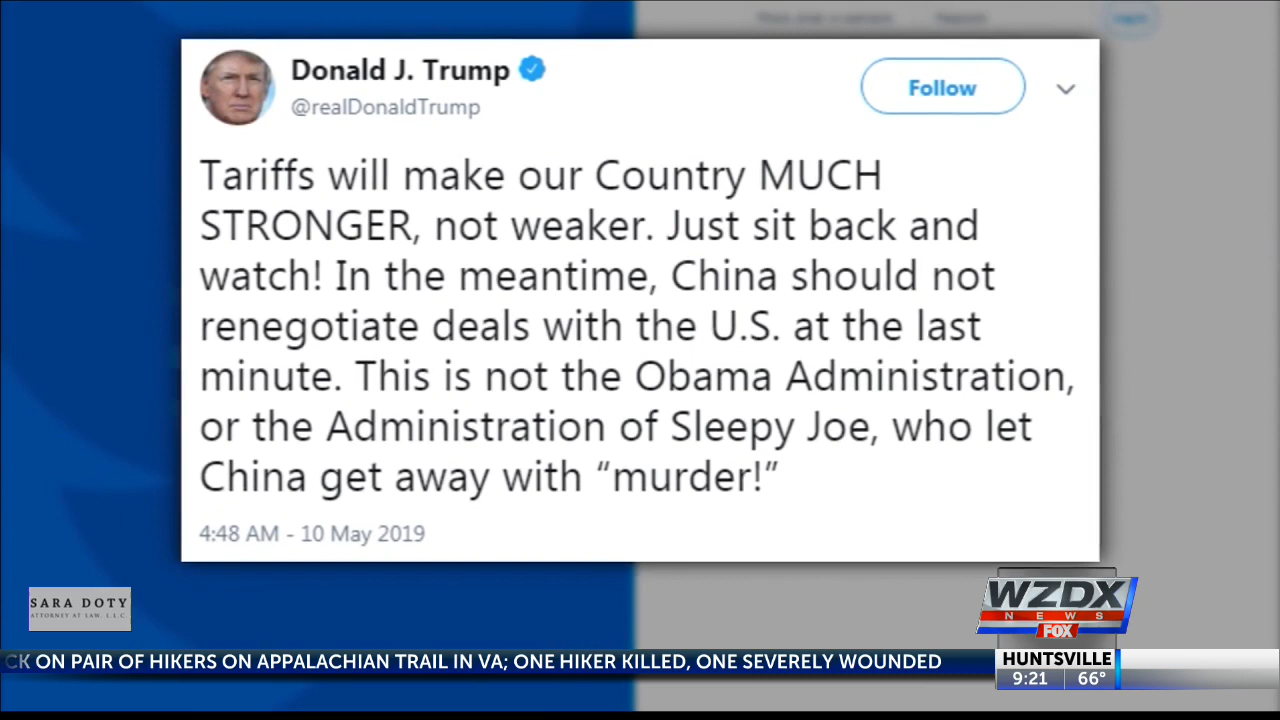 Donald J. Trump
@realDonaldTrump
Follow
Tariffs will make our Country MUCH
STRONGER, not weaker. Just sit back and
watch! In the meantime, China should not
renegotiate deals with the U.S. at the last
minute. This is not the Obama Administration,
or the Administration of Sleepy Joe, who let
China get away with “murder!”
4:48 AM - 10 May 2019
SARA DOTY
ATTORNEY AT LAW, L.L.C.
WZDX
NEWS
FOX
CK ON PAIR OF HIKERS ON APPALACHIAN TRAIL IN VA; ONE HIKER KILLED, ONE SEVERELY WOUNDED
HUNTSVILLE
9:21 66°